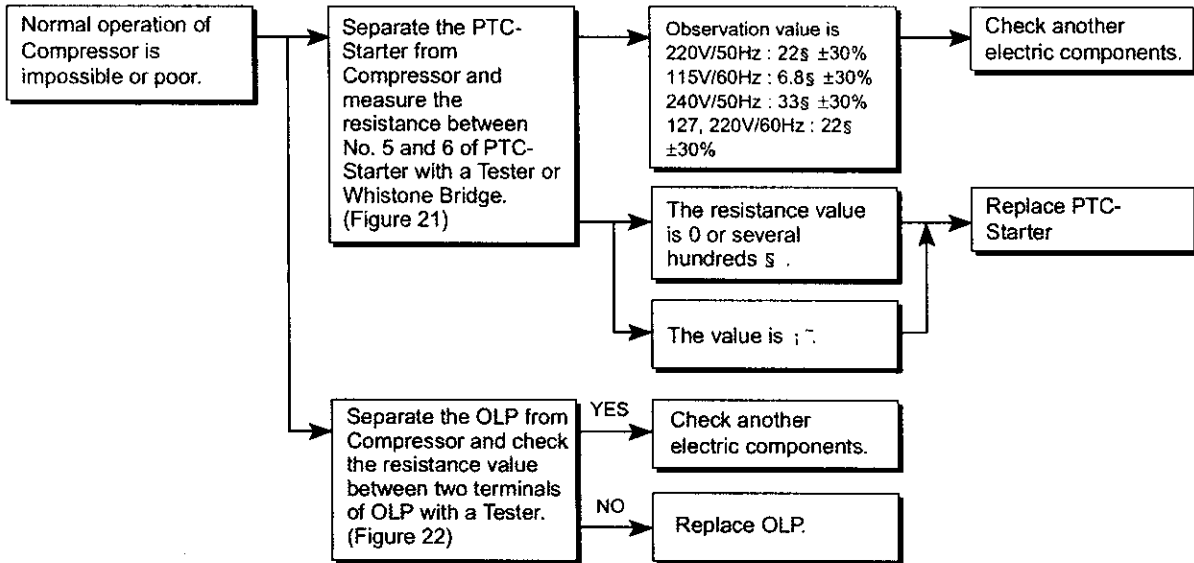 Normal operation of
Compressor is
impossible or poor.
Separate the PTC-
Starter from
Compressor and
measure the
resistance between
No. 5 and 6 of PTC-
Starter with a Tester or
Whistone Bridge.
(Figure 21)
Observation value is
220V/50Hz : 22§ ±30%
115V/60Hz : 6.8§ ±30%
240V/50Hz : 33§ ±30%
127, 220V/60Hz : 22§
±30%
Check another
electric components.
The resistance value
is 0 or several
hundreds § .
The value is ¡¯.
Replace PTC-
Starter
Separate the OLP from
Compressor and check
the resistance value
between two terminals
of OLP with a Tester.
(Figure 22)
YES
Check another
electric components.
NO
Replace OLP.